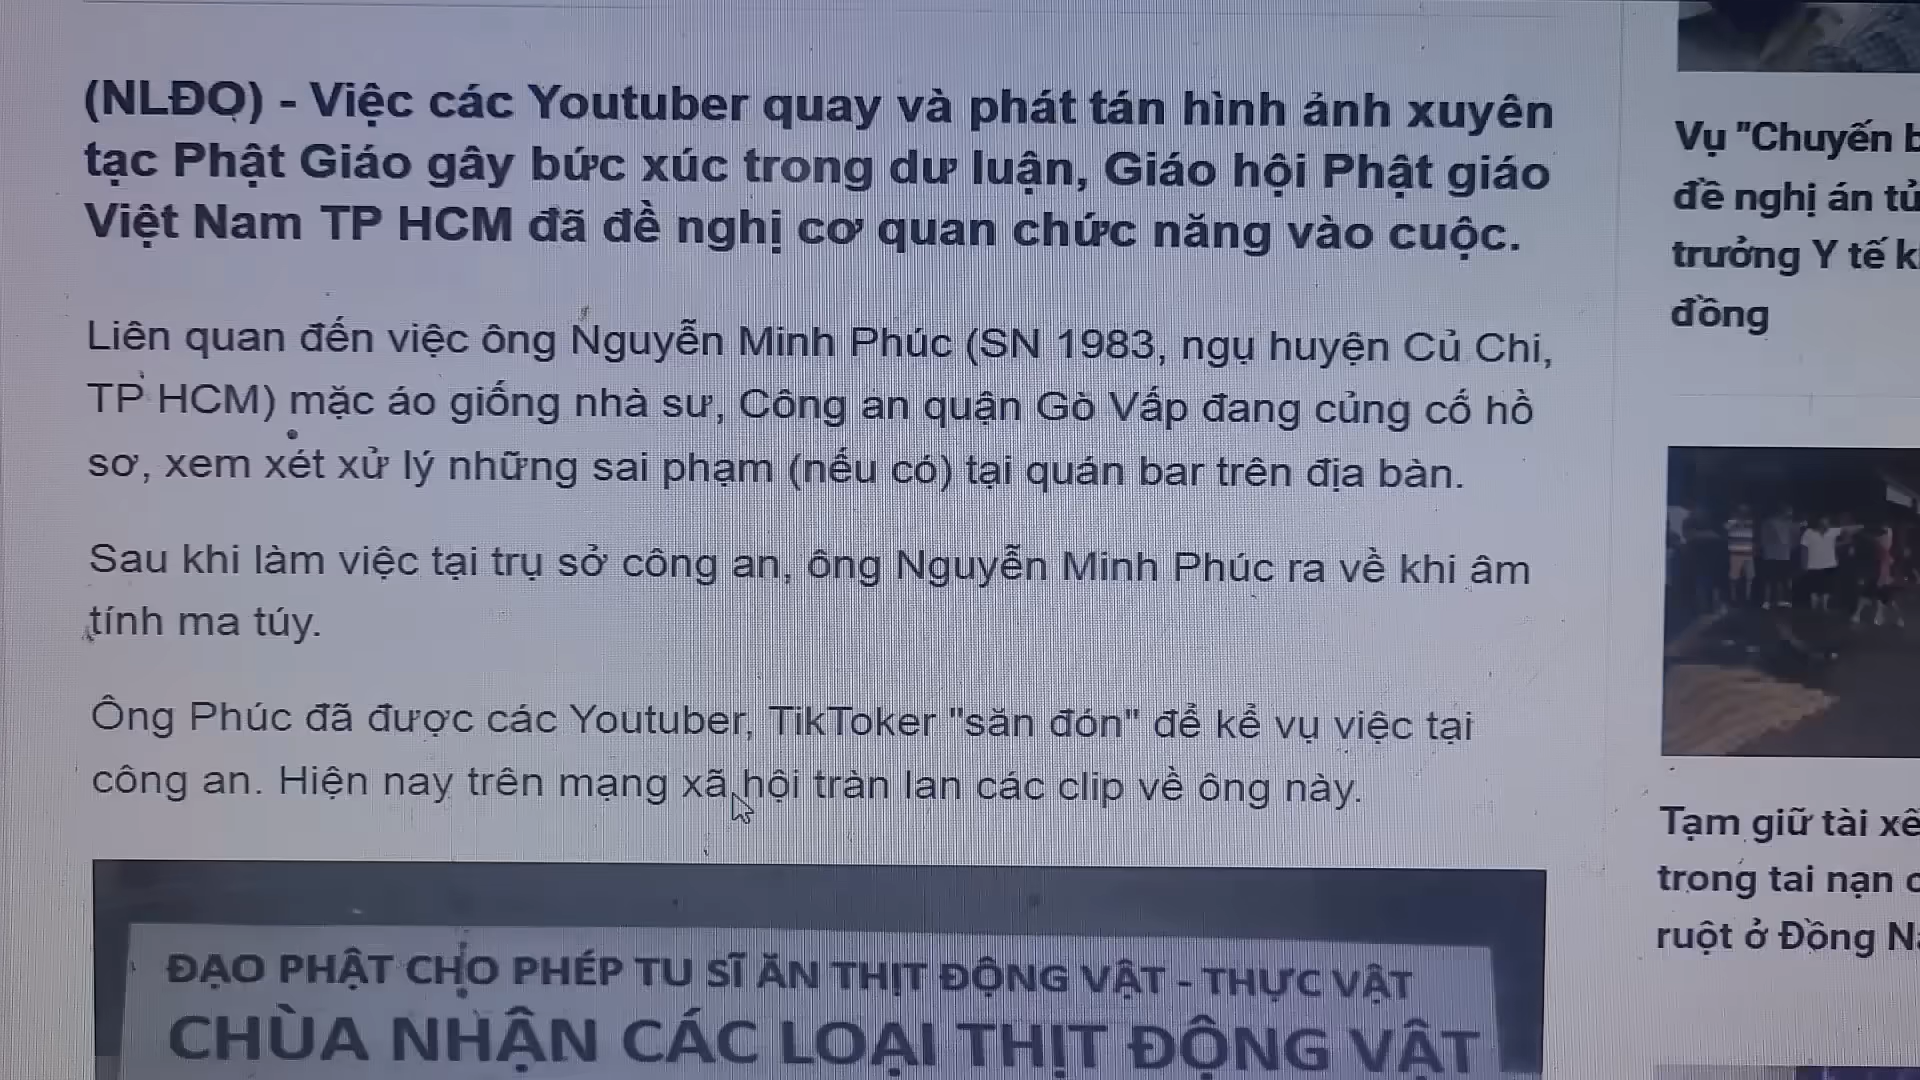 (NLĐO) - Việc các Youtuber quay và phát tán hình ảnh xuyên
tạc Phật Giáo gây bức xúc trong dư luận, Giáo hội Phật giáo
Việt Nam TP HCM đã đề nghị cơ quan chức năng vào cuộc.
Liên quan đến việc ông Nguyễn Minh Phúc (SN 1983, ngụ huyện Củ Chi,
TP HCM) mặc áo giống nhà sư, Công an quận Gò Vấp đang củng cố hồ
sơ, xem xét xử lý những sai phạm (nếu có) tại quán bar trên địa bàn.
Sau khi làm việc tại trụ sở công an, ông Nguyễn Minh Phúc ra về khi âm
tính ma túy.
Ông Phúc đã được các Youtuber, TikToker "săn đón" để kể vụ việc tại
công an. Hiện nay trên mạng xã hội tràn lan các clip về ông này.
ĐẠO PHẬT CHO PHÉP TU SĨ ĂN THỊT ĐỘNG VẬT - THỰC VẬT
CHÙA NHẬN CÁC LOẠI THỊT ĐỘNG VẬT
Vụ "Chuyến
đề nghị án
trưởng Y tế
đồng
Tạm giữ tài
trong tai nạn
ruột ở Đồng